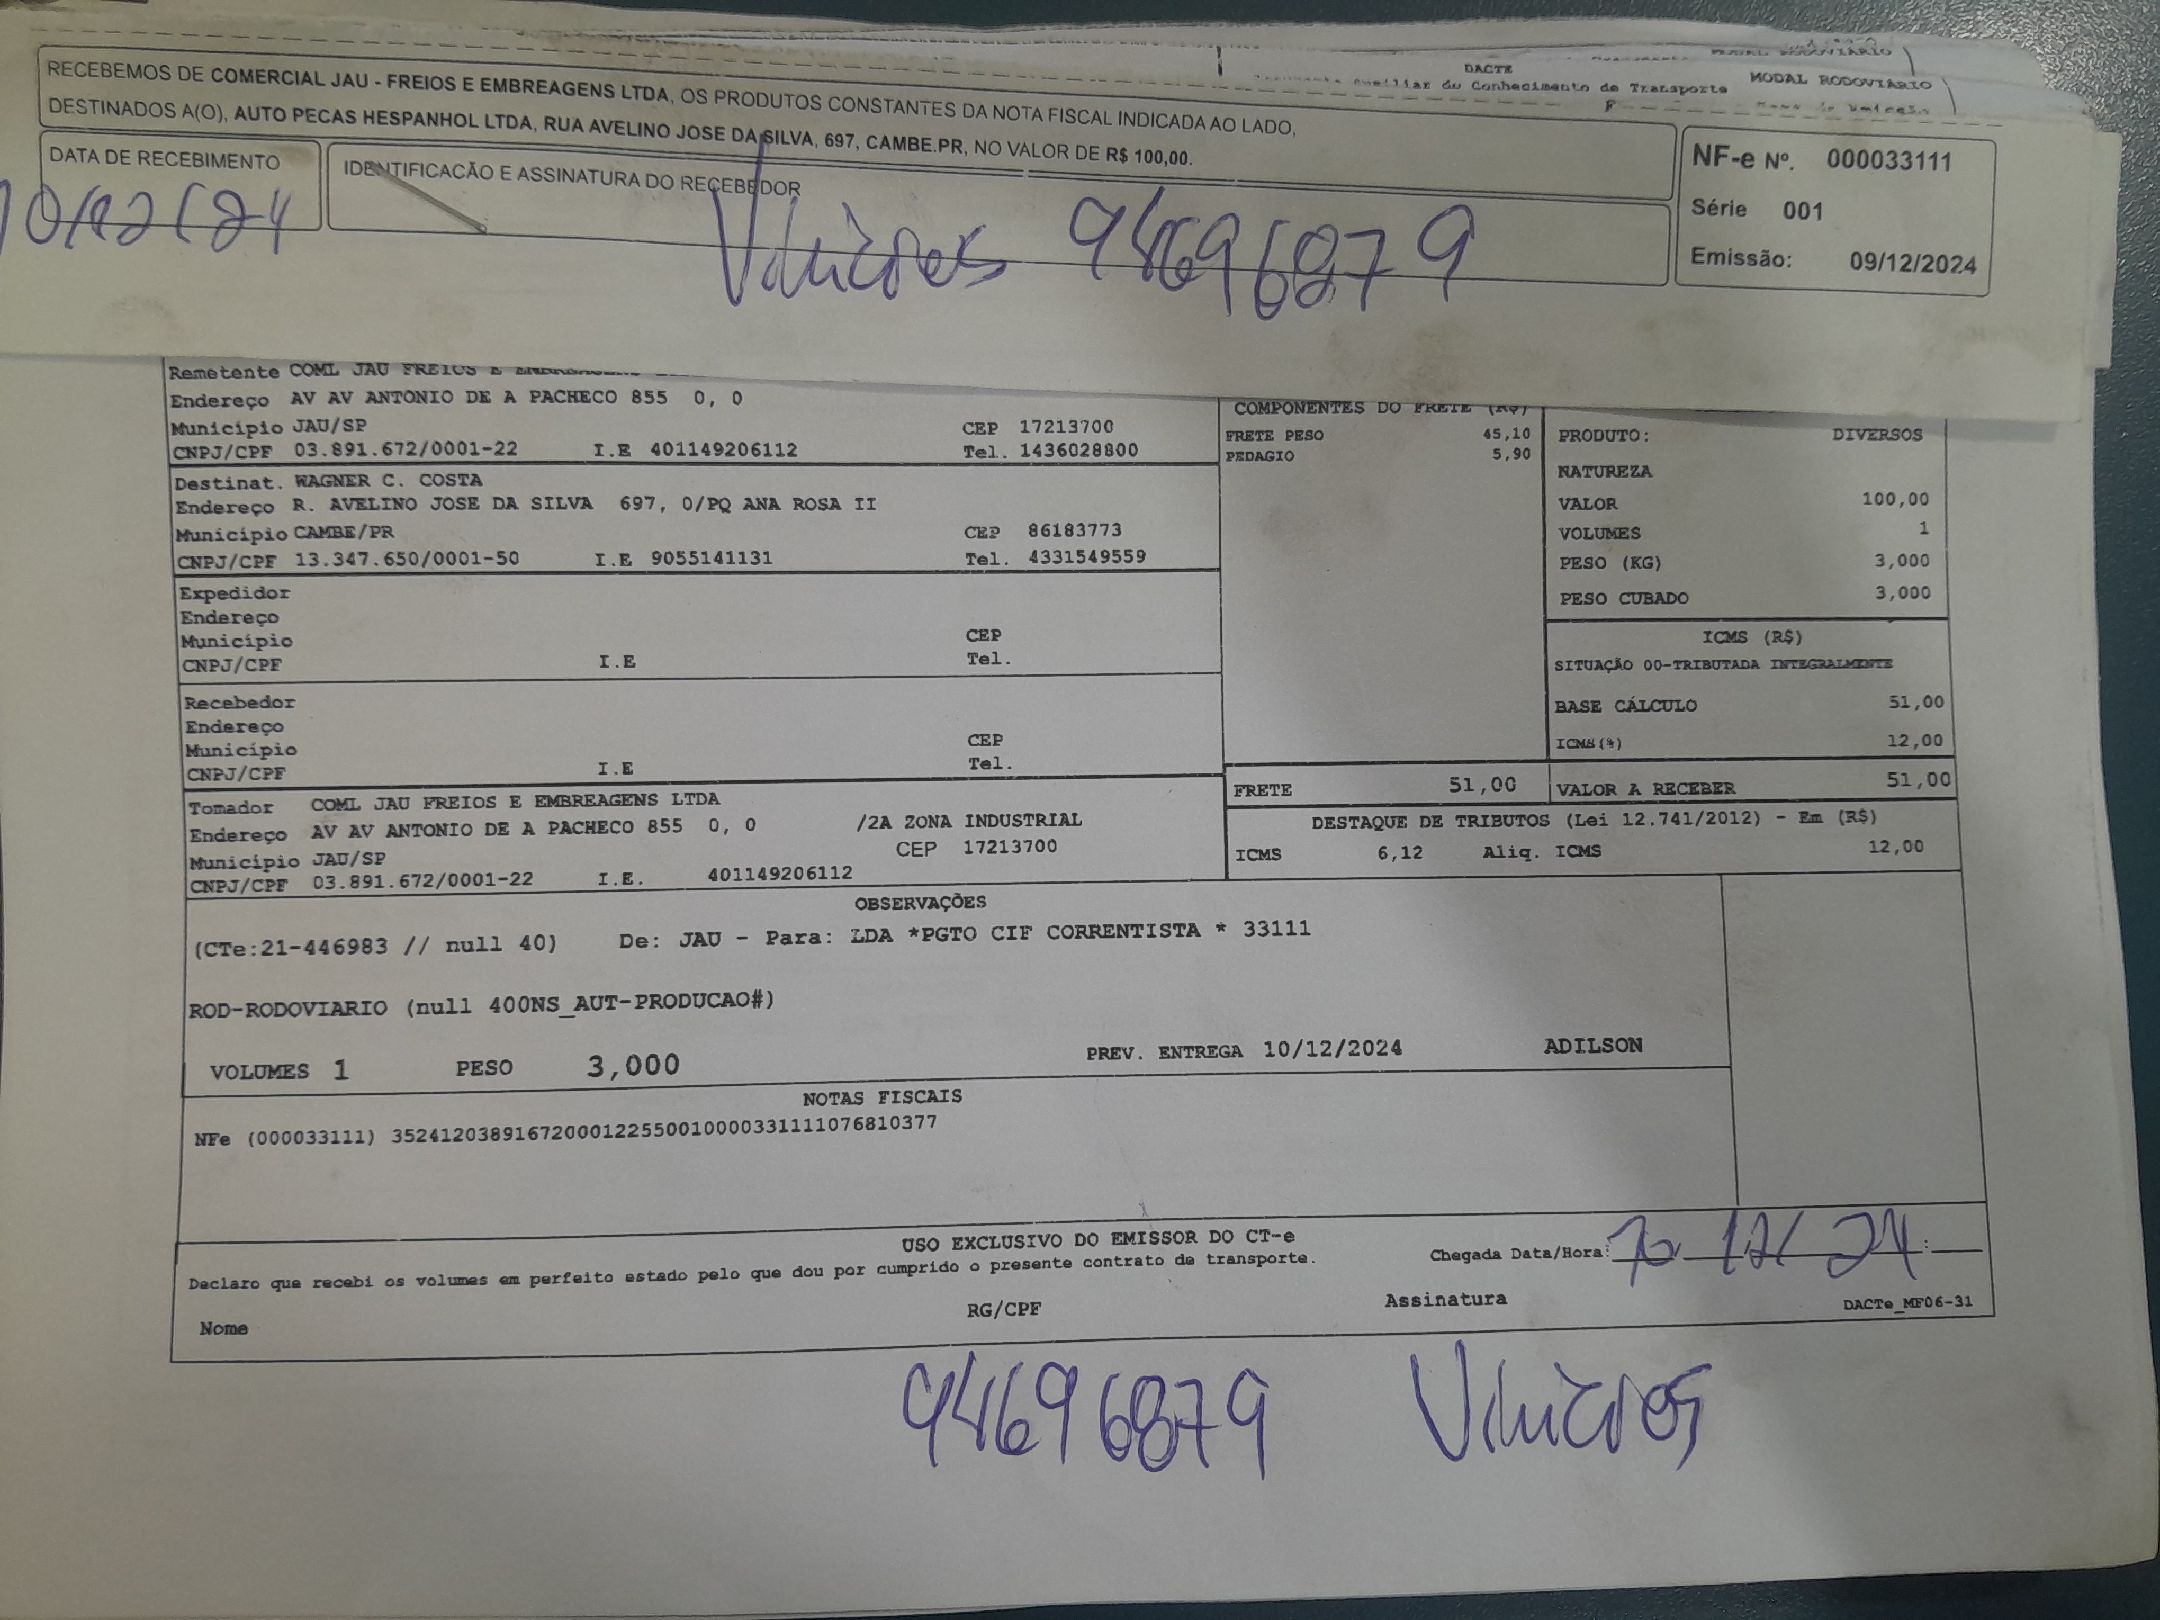 DACTE
Conhecimento de Transporte
MODAL RODOVIÁRIO
RECEBEMOS DE COMERCIAL JAU - FREIOS E EMBREAGENS LTDA, OS PRODUTOS CONSTANTES DA NOTA FISCAL INDICADA AO LADO,
DESTINADOS A(O), AUTO PECAS HESPANHOL LTDA, RUA AVELINO JOSE DA SILVA, 697, CAMBE.PR, NO VALOR DE R$ 100,00.
DATA DE RECEBIMENTO
10/12/24
IDENTIFICAÇÃO E ASSINATURA DO RECEBEDOR
Vinicius 94696879
NF-e Nº. 000033111
Série 001
Emissão: 09/12/2024
Remetente COML JAU FREIOS E
Endereço AV AV ANTONIO DE A PACHECO 855 0, 0
Município JAU/SP CEP 17213700
CNPJ/CPF 03.891.672/0001-22 I.E 401149206112 Tel. 1436028800
Destinat. WAGNER C. COSTA
Endereço R. AVELINO JOSE DA SILVA 697, 0/PQ ANA ROSA II
Município CAMBE/PR CEP 86183773
CNPJ/CPF 13.347.650/0001-50 I.E 9055141131 Tel. 4331549559
Expedidor
Endereço
Município CEP
CNPJ/CPF I.E Tel.
Recebedor
Endereço
Município CEP
CNPJ/CPF I.E Tel.
Tomador COML JAU FREIOS E EMBREAGENS LTDA
Endereço AV AV ANTONIO DE A PACHECO 855 0, 0 /2A ZONA INDUSTRIAL
Município JAU/SP CEP 17213700
CNPJ/CPF 03.891.672/0001-22 I.E. 401149206112
COMPONENTES DO FRETE (R$)
FRETE PESO 45,10
PEDAGIO 5,90
PRODUTO: DIVERSOS
NATUREZA
VALOR 100,00
VOLUMES 1
PESO (KG) 3,000
PESO CUBADO 3,000
ICMS (R$)
SITUAÇÃO 00-TRIBUTADA INTEGRALMENTE
BASE CÁLCULO 51,00
ICMS(%) 12,00
FRETE 51,00 VALOR A RECEBER 51,00
DESTAQUE DE TRIBUTOS (Lei 12.741/2012) - Em (R$)
ICMS 6,12 Aliq. ICMS 12,00
OBSERVAÇÕES
(CTe:21-446983 // null 40) De: JAU - Para: LDA *PGTO CIF CORRENTISTA * 33111
ROD-RODOVIARIO (null 400NS_AUT-PRODUCAO#)
VOLUMES 1 PESO 3,000 PREV. ENTREGA 10/12/2024 ADILSON
NOTAS FISCAIS
NFe (000033111) 35241203891672000122550010000331111076810377
USO EXCLUSIVO DO EMISSOR DO CT-e
Declaro que recebi os volumes em perfeito estado pelo que dou por cumprido o presente contrato de transporte.
Chegada Data/Hora: 10 12/ 24 :
Nome RG/CPF Assinatura DACTe_MF06-31
94696879 Vinicius